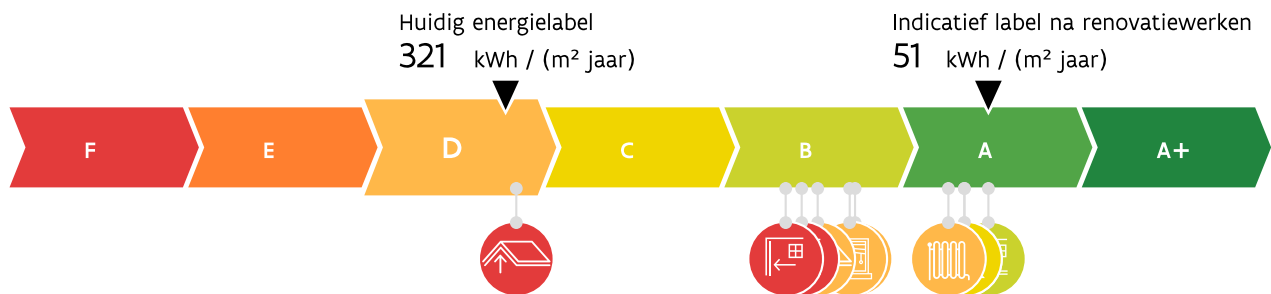 Huidig energielabel
321 kWh / (m² jaar)
Indicatief label na renovatiewerken
51 kWh / (m² jaar)
F E D C B A A+